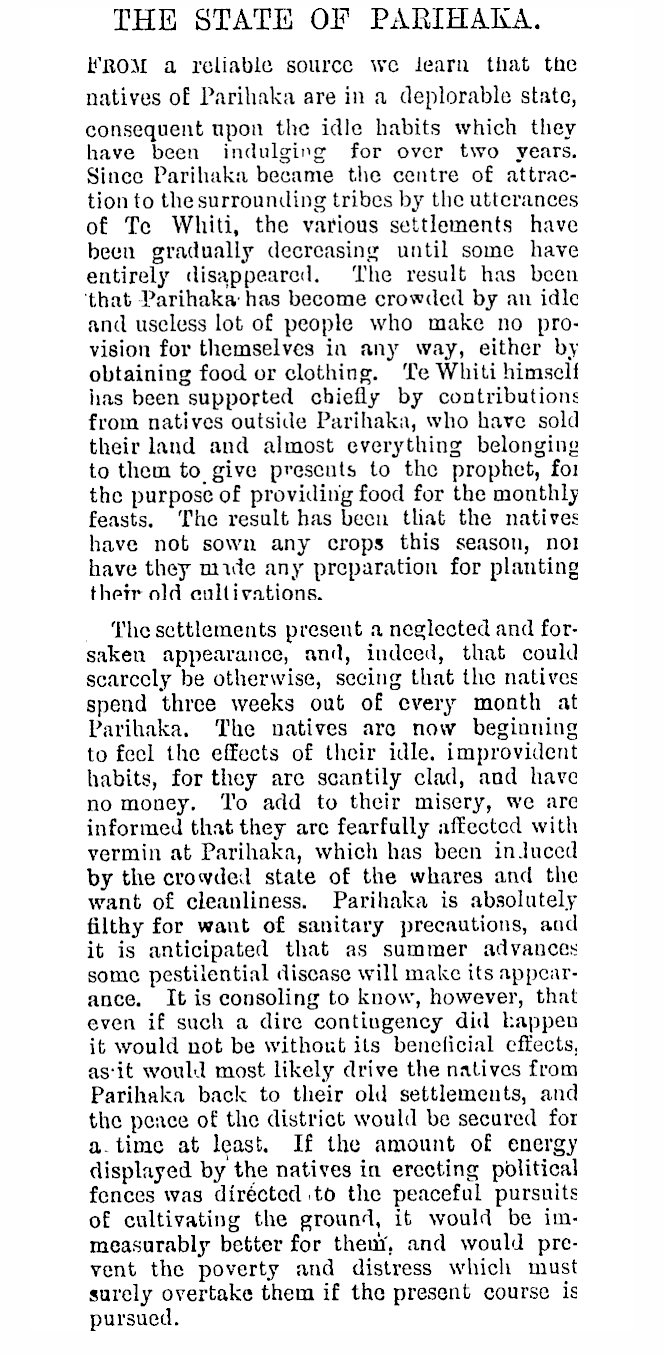 THE STATE OF PARIHAKA.
FROM a reliable source we learn that the
natives of Parihaka are in a deplorable state,
consequent upon the idle habits which they
have been indulging for over two years.
Since Parihaka became the centre of attrac-
tion to the surrounding tribes by the utterances
of Te Whiti, the various settlements have
been gradually decreasing until some have
entirely disappeared. The result has been
that Parihaka has become crowded by an idle
and useless lot of people who make no pro-
vision for themselves in any way, either by
obtaining food or clothing. Te Whiti himself
has been supported chiefly by contributions
from natives outside Parihaka, who have sold
their land and almost everything belonging
to them to give presents to the prophet, for
the purpose of providing food for the monthly
feasts. The result has been that the natives
have not sown any crops this season, nor
have they made any preparation for planting
their old cultivations.
The settlements present a neglected and for-
saken appearance, and, indeed, that could
scarcely be otherwise, seeing that the natives
spend three weeks out of every month at
Parihaka. The natives are now beginning
to feel the effects of their idle. improvident
habits, for they are scantily clad, and have
no money. To add to their misery, we are
informed that they are fearfully affected with
vermin at Parihaka, which has been induced
by the crowded state of the whares and the
want of cleanliness. Parihaka is absolutely
filthy for want of sanitary precautions, and
it is anticipated that as summer advances
some pestilential disease will make its appear-
ance. It is consoling to know, however, that
even if such a dire contingency did happen
it would not be without its beneficial effects,
as it would most likely drive the natives from
Parihaka back to their old settlements, and
the peace of the district would be secured for
a time at least. If the amount of energy
displayed by the natives in erecting political
fences was directed to the peaceful pursuits
of cultivating the ground, it would be im-
measurably better for them, and would pre-
vent the poverty and distress which must
surely overtake them if the present course is
pursued.